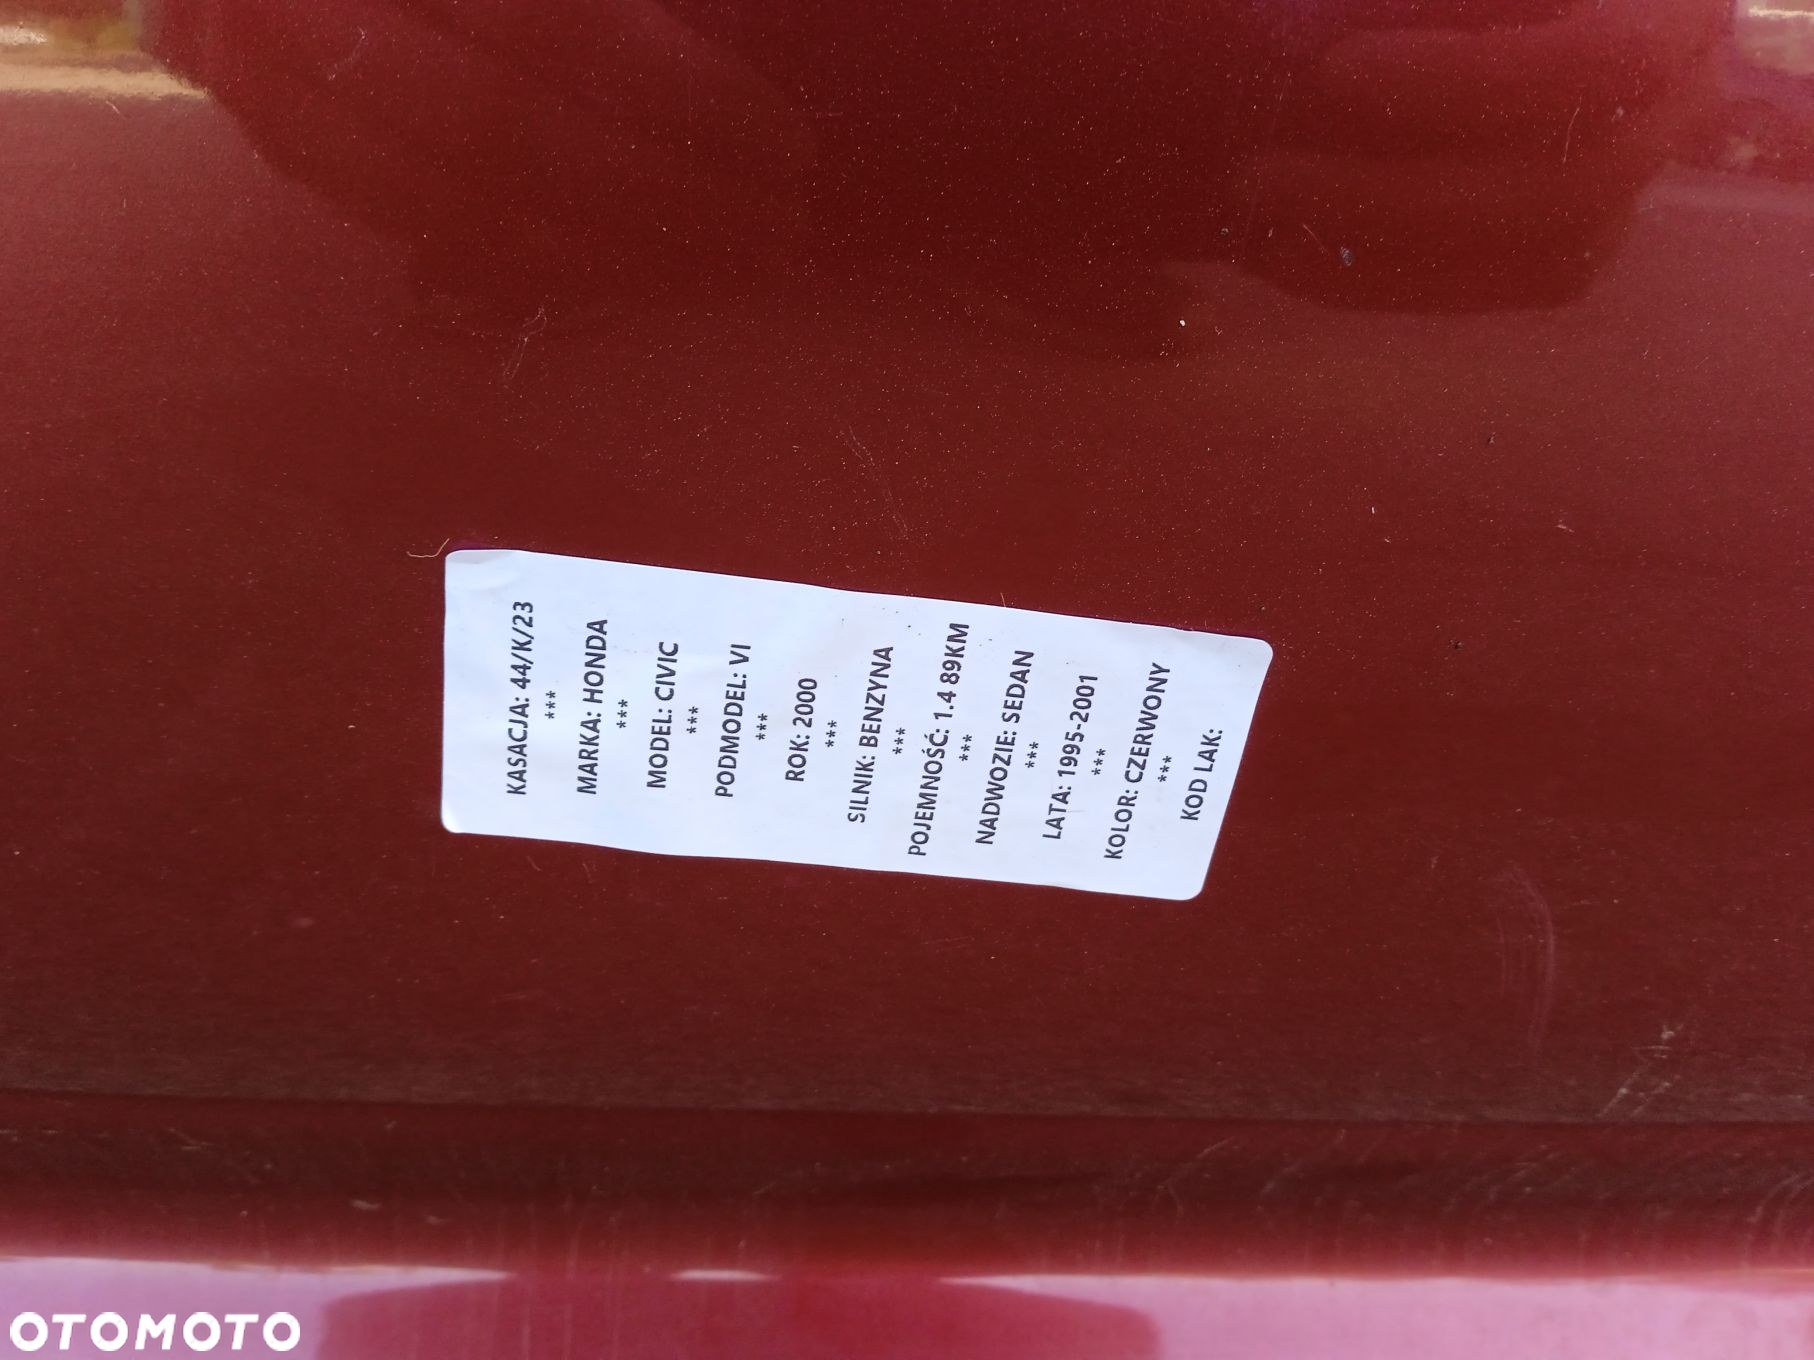 KASACJA: 44/K/23
***
MARKA: HONDA
***
MODEL: CIVIC
***
PODMODEL: VI
***
ROK: 2000
***
SILNIK: BENZYNA
***
POJEMNOŚĆ: 1.4 89KM
***
NADWOZIE: SEDAN
***
LATA: 1995-2001
***
KOLOR: CZERWONY
***
KOD LAK:
OTOMOTO